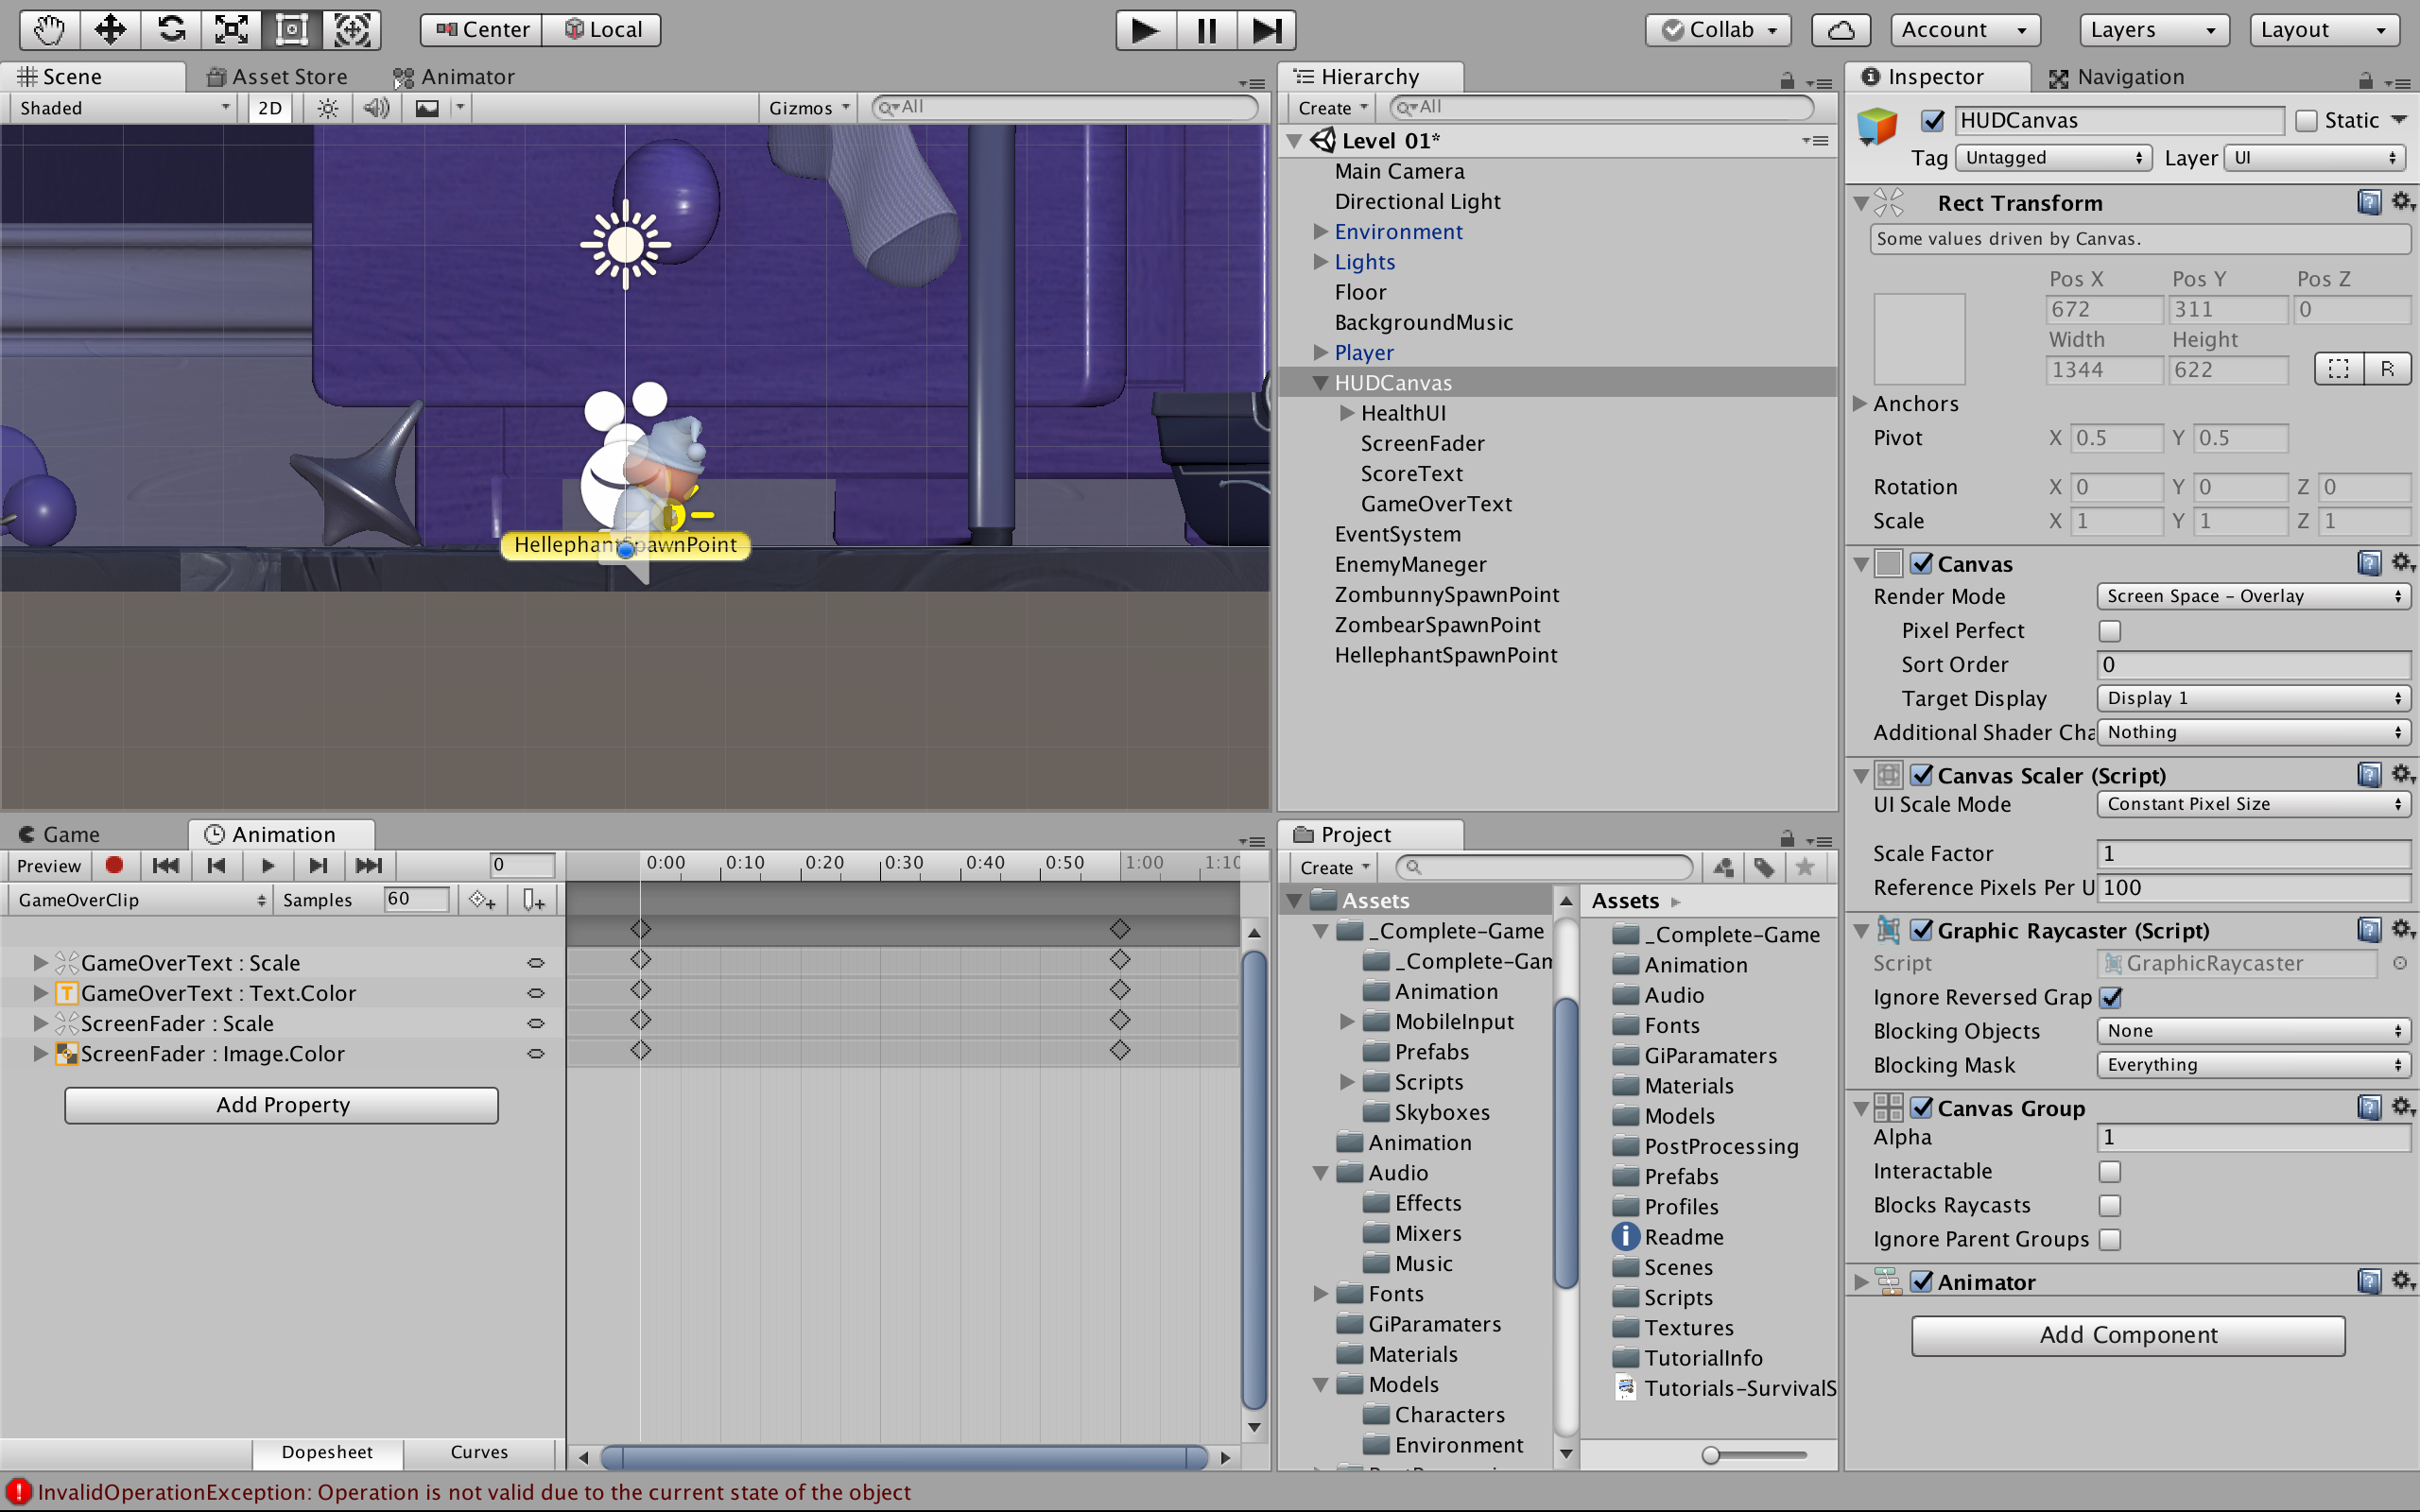 Center Local Collab Account Layers Layout
Scene Asset Store Animator
Shaded 2D Gizmos All
HellephantSpawnPoint
Hierarchy
Create All
Level 01*
Main Camera
Directional Light
Environment
Lights
Floor
BackgroundMusic
Player
HUDCanvas
HealthUI
ScreenFader
ScoreText
GameOverText
EventSystem
EnemyManeger
ZombunnySpawnPoint
ZombearSpawnPoint
HellephantSpawnPoint
Inspector Navigation
HUDCanvas Static
Tag Untagged Layer UI
Rect Transform
Some values driven by Canvas.
Pos X Pos Y Pos Z
672 311 0
Width Height
1344 622 R
Anchors
Pivot X 0.5 Y 0.5
Rotation X 0 Y 0 Z 0
Scale X 1 Y 1 Z 1
Canvas
Render Mode Screen Space - Overlay
Pixel Perfect
Sort Order 0
Target Display Display 1
Additional Shader Cha Nothing
Canvas Scaler (Script)
UI Scale Mode Constant Pixel Size
Scale Factor 1
Reference Pixels Per U 100
Graphic Raycaster (Script)
Script GraphicRaycaster
Ignore Reversed Grap
Blocking Objects None
Blocking Mask Everything
Canvas Group
Alpha 1
Interactable
Blocks Raycasts
Ignore Parent Groups
Animator
Add Component
Game Animation
Preview 0 0:00 0:10 0:20 0:30 0:40 0:50 1:00 1:10
GameOverClip Samples 60
GameOverText : Scale
GameOverText : Text.Color
ScreenFader : Scale
ScreenFader : Image.Color
Add Property
Dopesheet Curves
Project
Create
Assets
_Complete-Game
_Complete-Gam
Animation
MobileInput
Prefabs
Scripts
Skyboxes
Animation
Audio
Effects
Mixers
Music
Fonts
GiParamaters
Materials
Models
Characters
Environment
Assets
_Complete-Game
Animation
Audio
Fonts
GiParamaters
Materials
Models
PostProcessing
Prefabs
Profiles
Readme
Scenes
Scripts
Textures
TutorialInfo
Tutorials-SurvivalS
InvalidOperationException: Operation is not valid due to the current state of the object